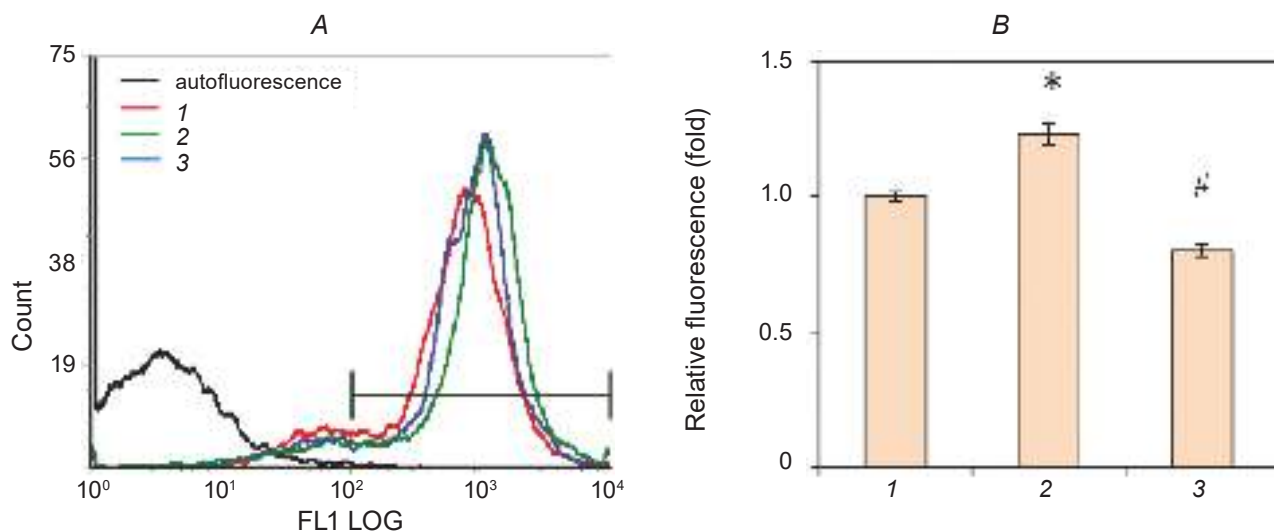 A
75
56
38
19
Count
autofluorescence
1
2
3
10⁰ 10¹ 10² 10³ 10⁴
FL1 LOG
B
1.5
1.0
0.5
0
Relative fluorescence (fold)
*
#
1 2 3